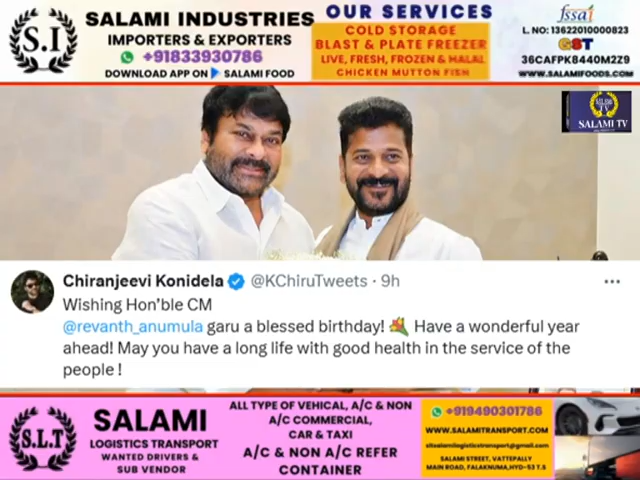 S.I
SALAMI INDUSTRIES
IMPORTERS & EXPORTERS
+91833930786
DOWNLOAD APP ON SALAMI FOOD
OUR SERVICES
COLD STORAGE
BLAST & PLATE FREEZER
LIVE, FRESH, FROZEN & HALAL
CHICKEN MUTTON FISH
fssai
L. NO: 13622010000823
GST
36CAFPK8440M2Z9
WWW.SALAMIFOODS.COM
SALAMI TV
Chiranjeevi Konidela @KChiruTweets · 9h
Wishing Hon'ble CM
@revanth_anumula garu a blessed birthday! 💐 Have a wonderful year
ahead! May you have a long life with good health in the service of the
people !
S.L.T
SALAMI
LOGISTICS TRANSPORT
WANTED DRIVERS &
SUB VENDOR
ALL TYPE OF VEHICAL, A/C & NON
A/C COMMERCIAL,
CAR & TAXI
A/C & NON A/C REFER
CONTAINER
+919490301786
WWW.SALAMITRANSPORT.COM
SALAMI STREET, VATTEPALLY
MAIN ROAD, FALAKNUMA,HYD-53 T.S